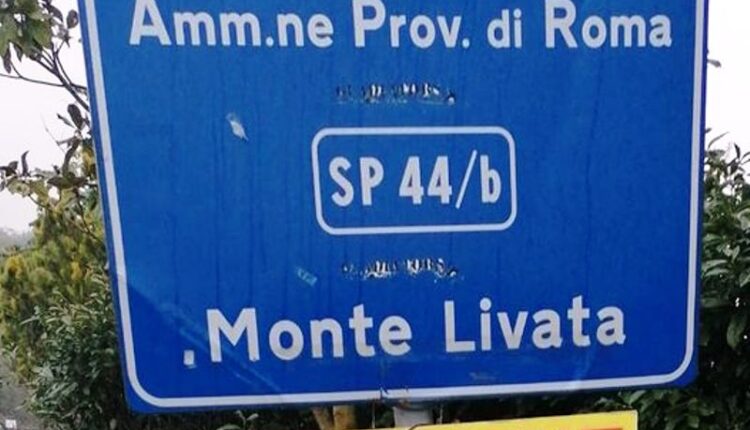 Amm.ne Prov. di Roma
SP 44/b
Monte Livata